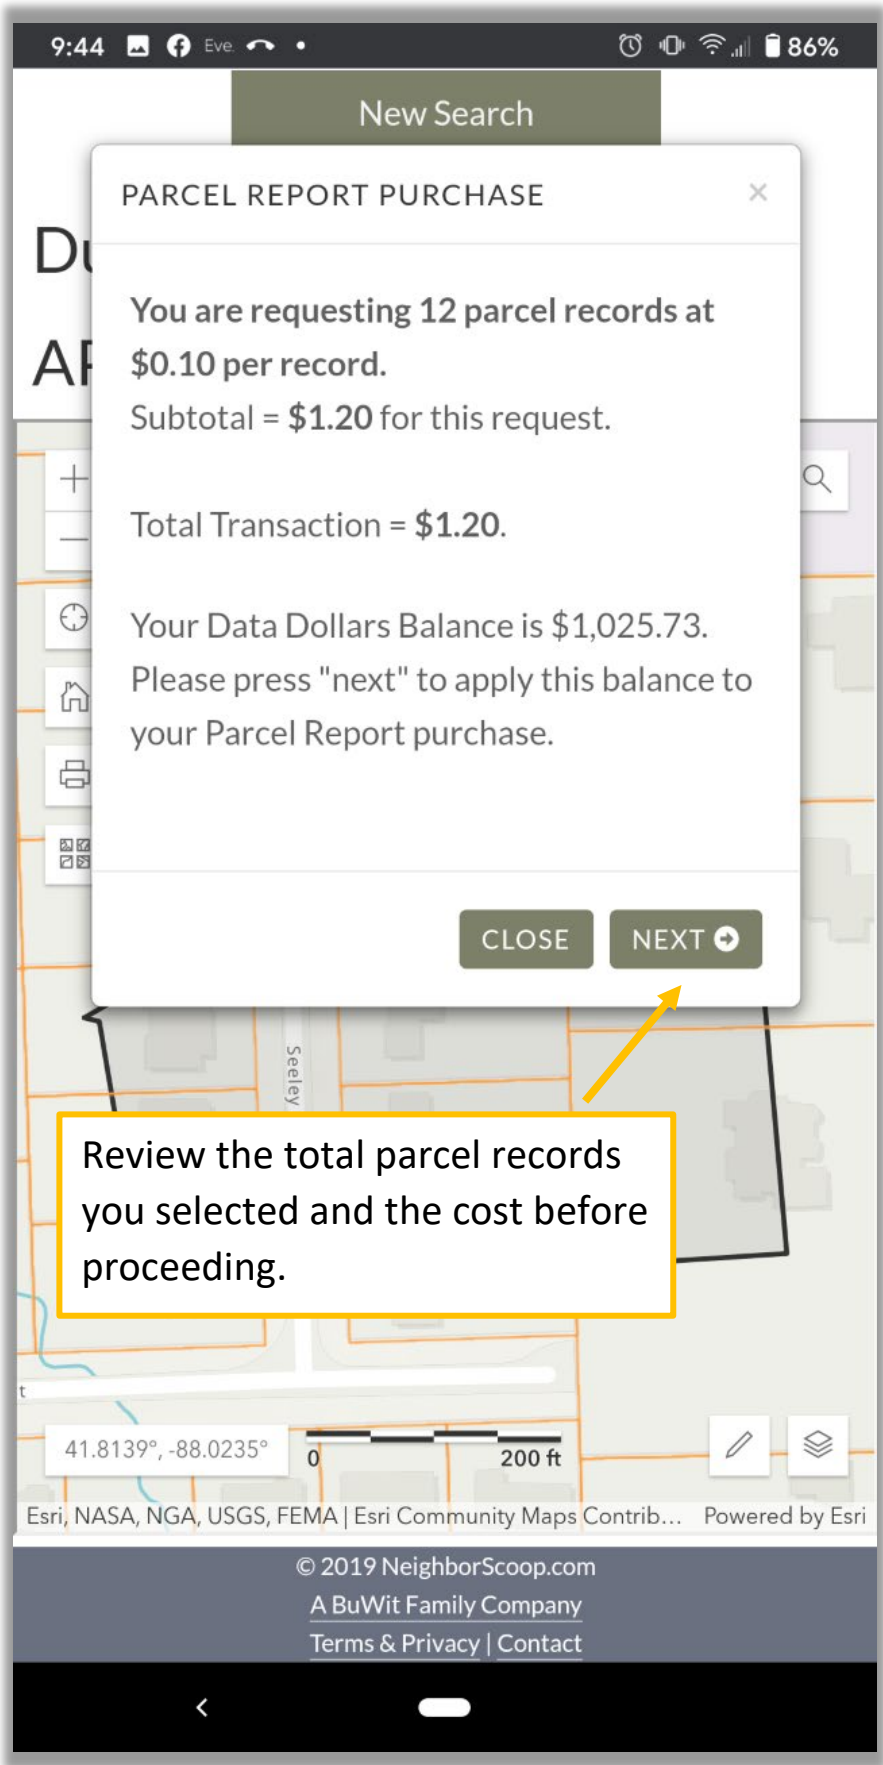 9:44 Eve. 86%
New Search
PARCEL REPORT PURCHASE ×
Du
AP
You are requesting 12 parcel records at
$0.10 per record.
Subtotal = $1.20 for this request.
Total Transaction = $1.20.
Your Data Dollars Balance is $1,025.73.
Please press "next" to apply this balance to
your Parcel Report purchase.
CLOSE NEXT
Seeley
Review the total parcel records
you selected and the cost before
proceeding.
t
41.8139°, -88.0235°
0 200 ft
Esri, NASA, NGA, USGS, FEMA | Esri Community Maps Contrib... Powered by Esri
© 2019 NeighborScoop.com
A BuWit Family Company
Terms & Privacy | Contact